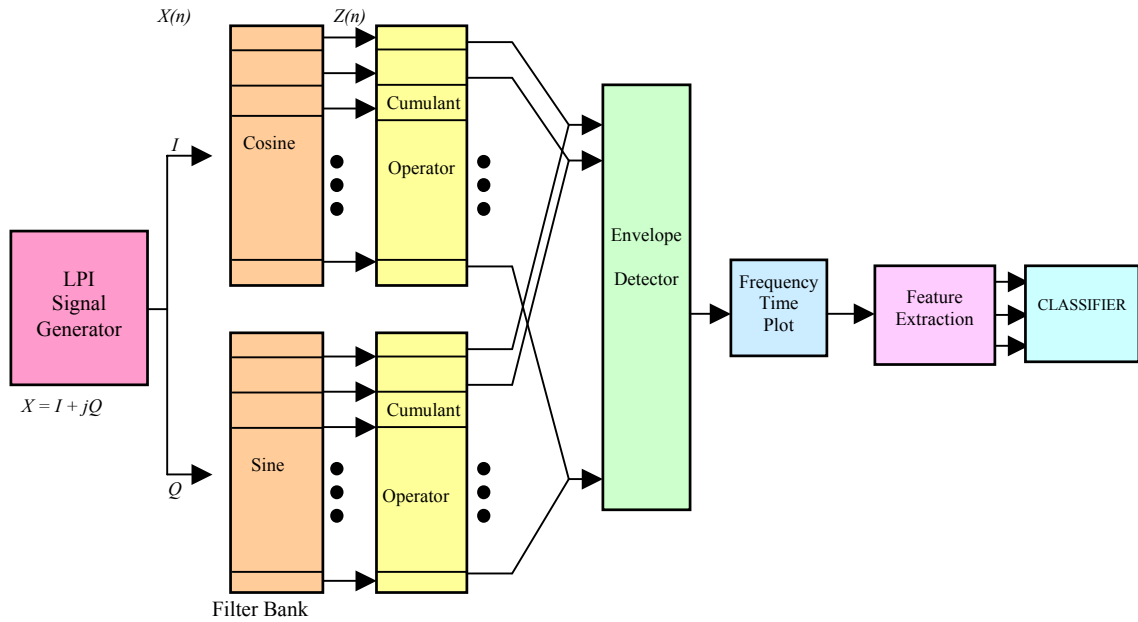 X(n)
Z(n)
I
Cosine
Cumulant
Operator
LPI
Signal
Generator
X = I + jQ
Q
Sine
Cumulant
Operator
Filter Bank
Envelope
Detector
Frequency
Time
Plot
Feature
Extraction
CLASSIFIER